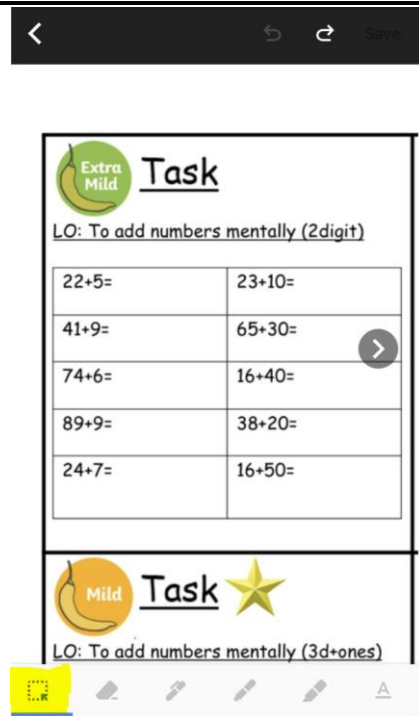 Save
Extra
Mild
Task
LO: To add numbers mentally (2digit)
22+5= 23+10=
41+9= 65+30=
74+6= 16+40=
89+9= 38+20=
24+7= 16+50=
Mild
Task
LO: To add numbers mentally (3d+ones)
A